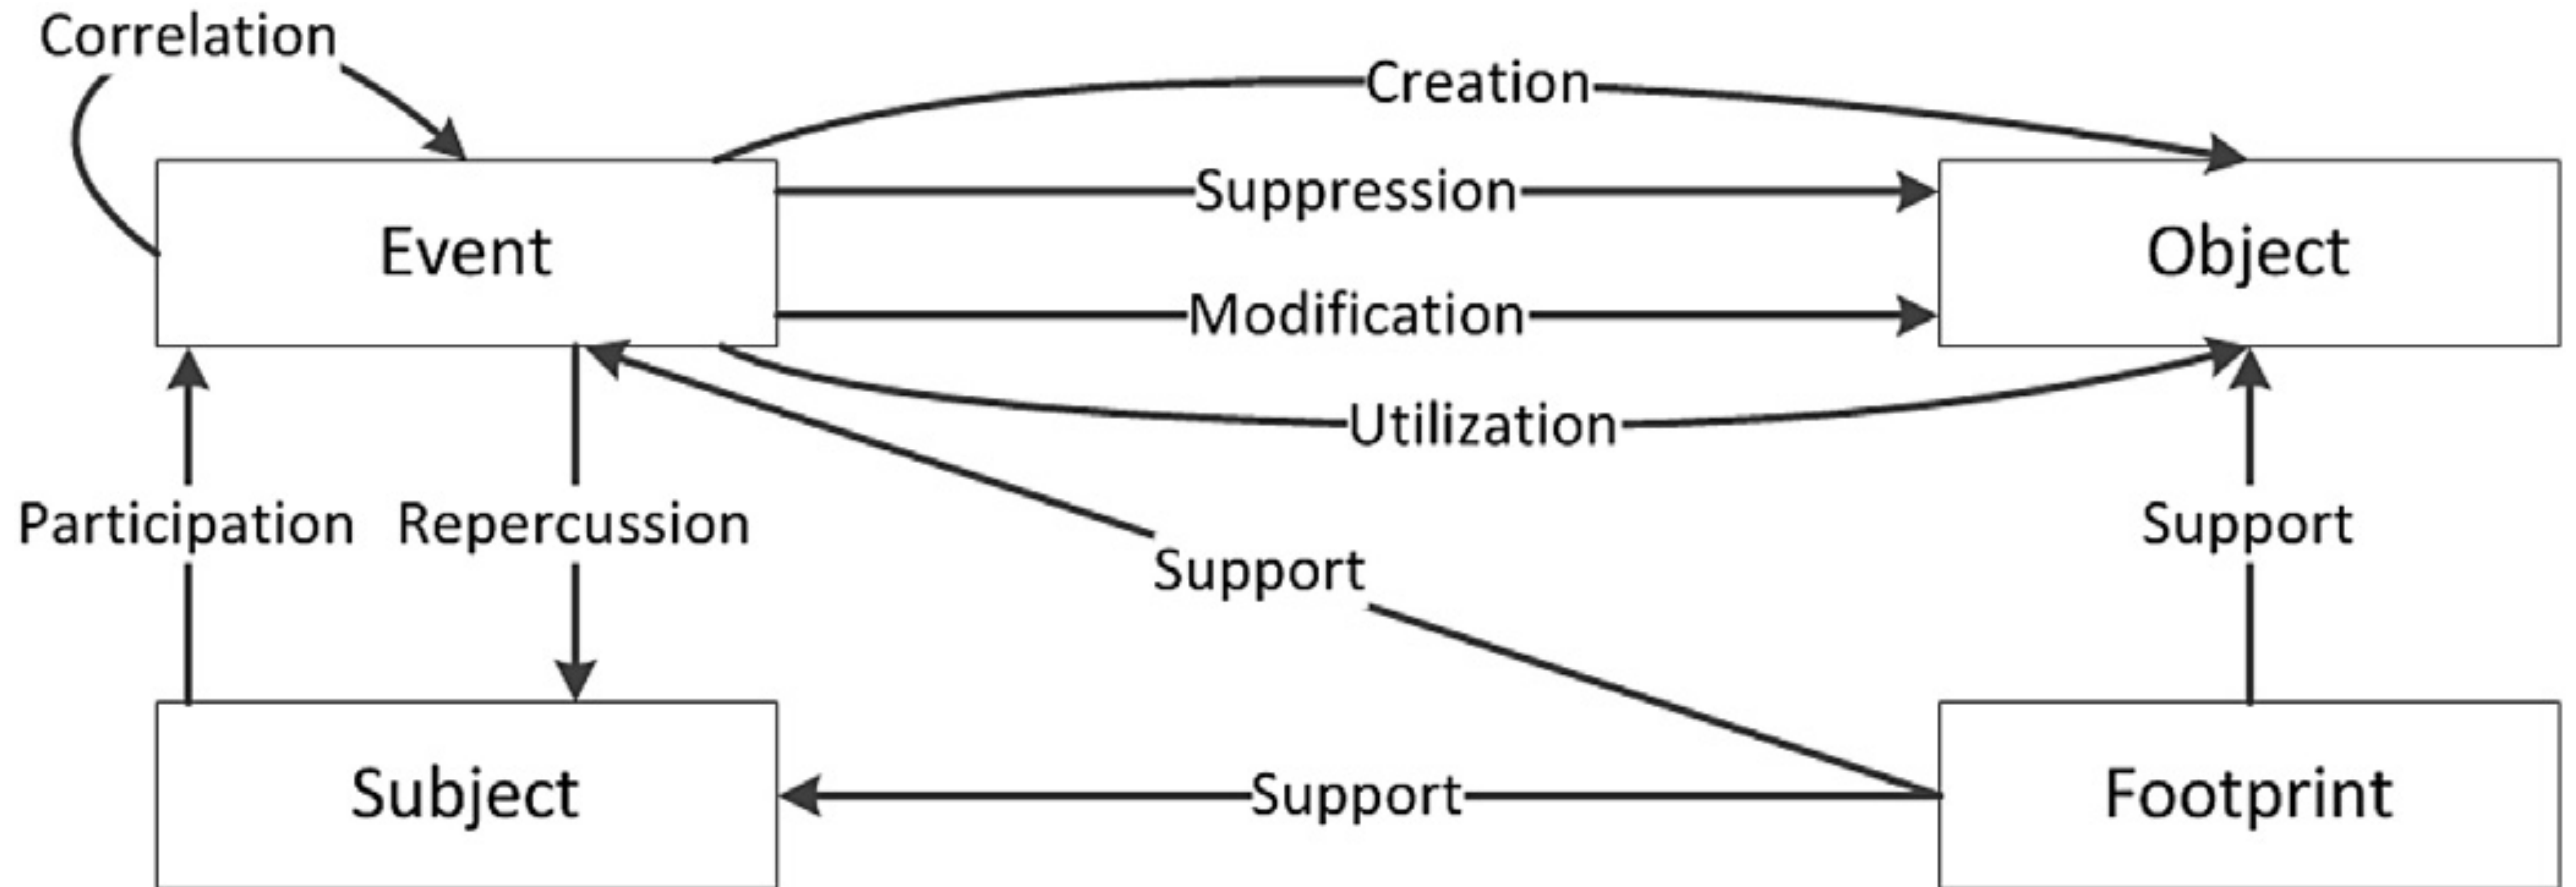 Correlation
Creation
Suppression
Event
Object
Modification
Utilization
Participation
Repercussion
Support
Support
Subject
Support
Footprint